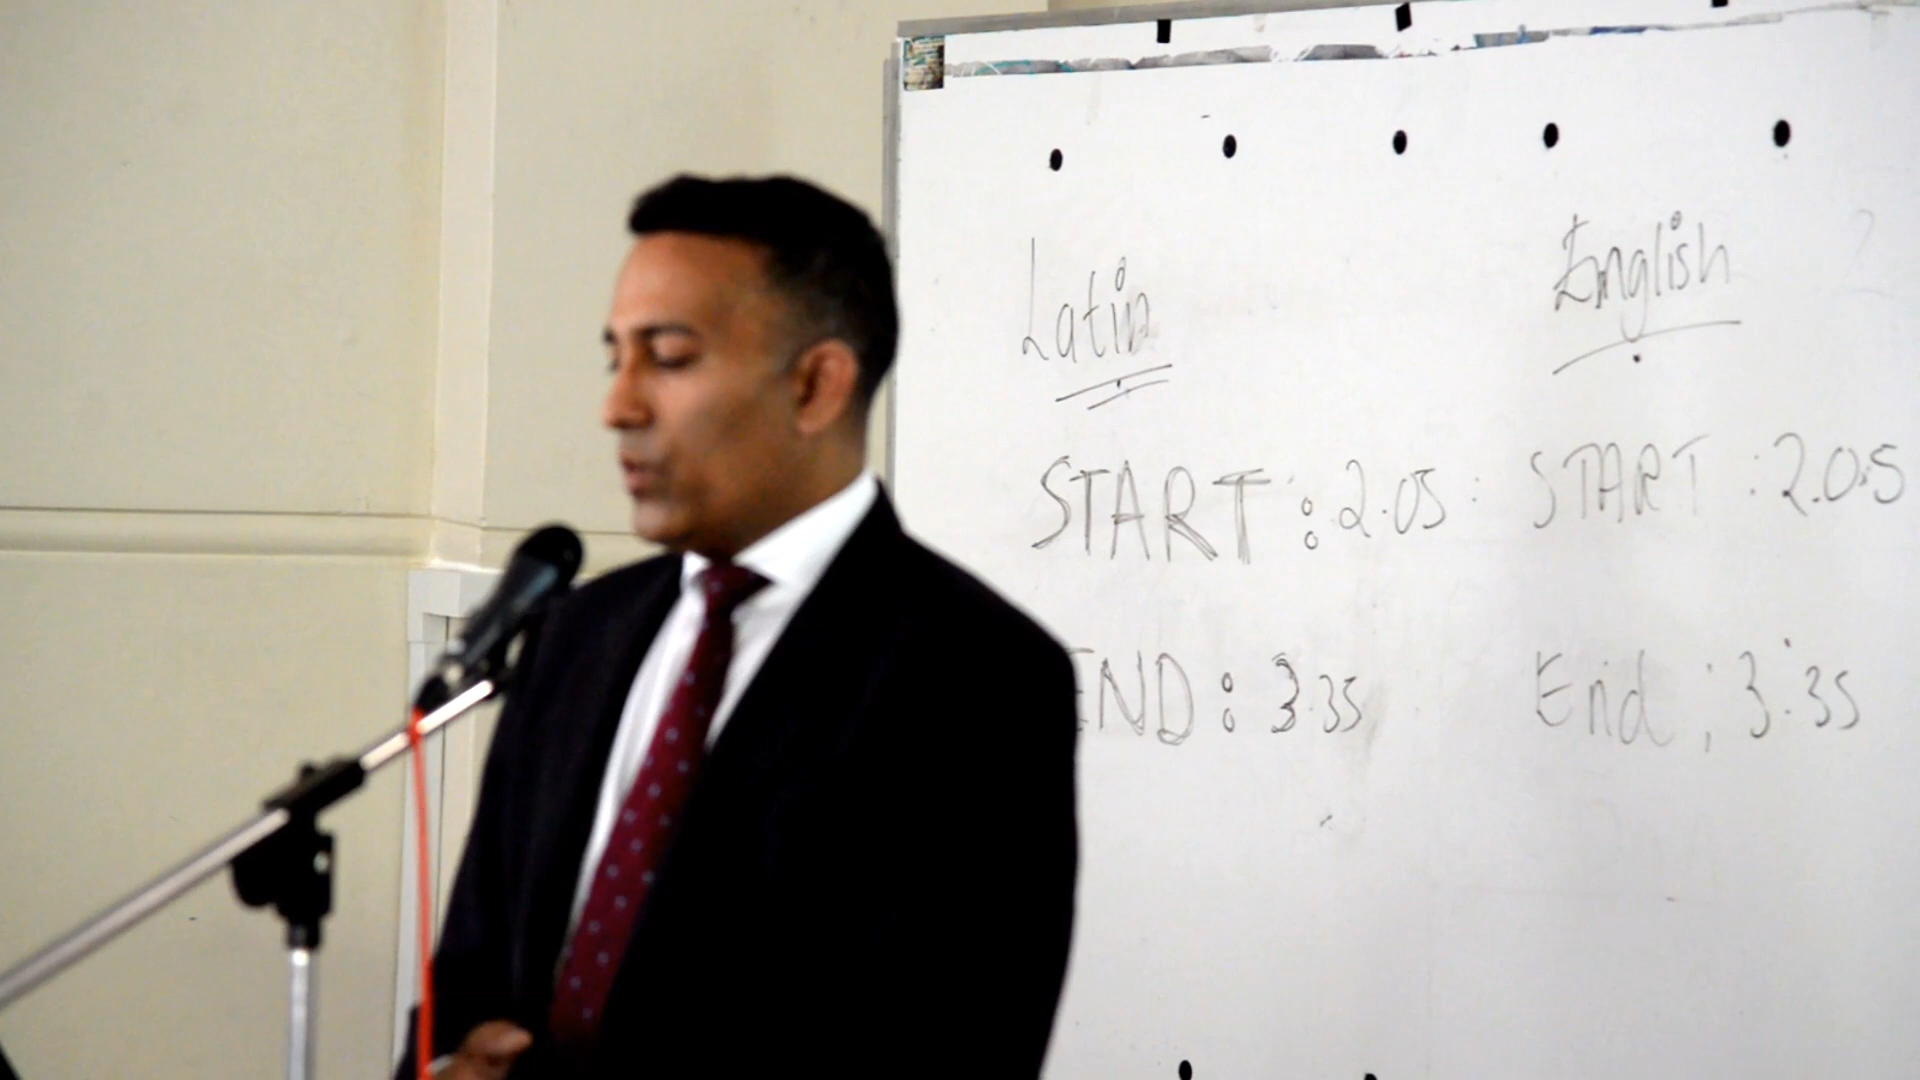 Latin
English
START : 2.05
START : 2.05
END : 3.35
End : 3.35